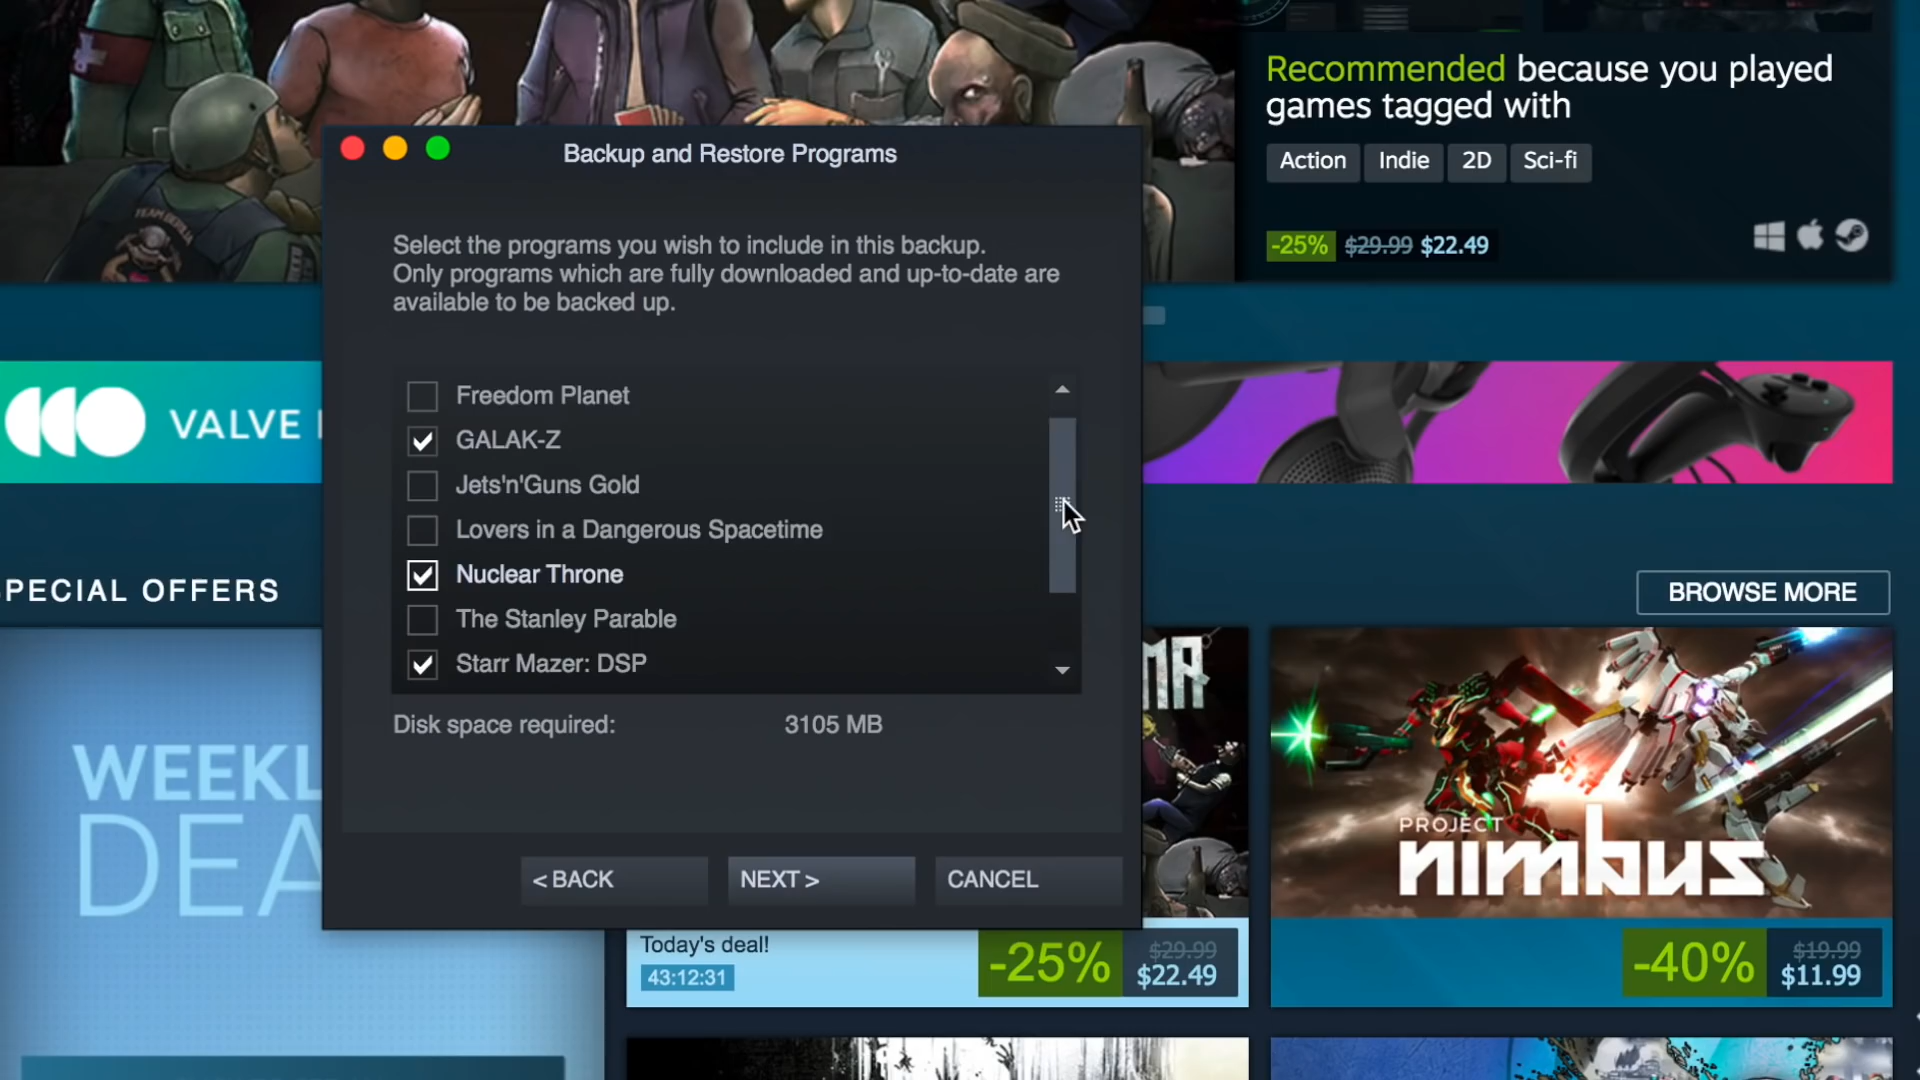 Recommended because you played
games tagged with
Action Indie 2D Sci-fi
-25% $29.99 $22.49
TEAM
Backup and Restore Programs
Select the programs you wish to include in this backup.
Only programs which are fully downloaded and up-to-date are
available to be backed up.
Freedom Planet
GALAK-Z
Jets'n'Guns Gold
Lovers in a Dangerous Spacetime
Nuclear Throne
The Stanley Parable
Starr Mazer: DSP
Disk space required: 3105 MB
< BACK
NEXT >
CANCEL
VALVE
PECIAL OFFERS
BROWSE MORE
WEEKL
DEA
MA
Today's deal!
43:12:31
-25% $29.99
$22.49
PROJECT
nimbus
-40% $19.99
$11.99